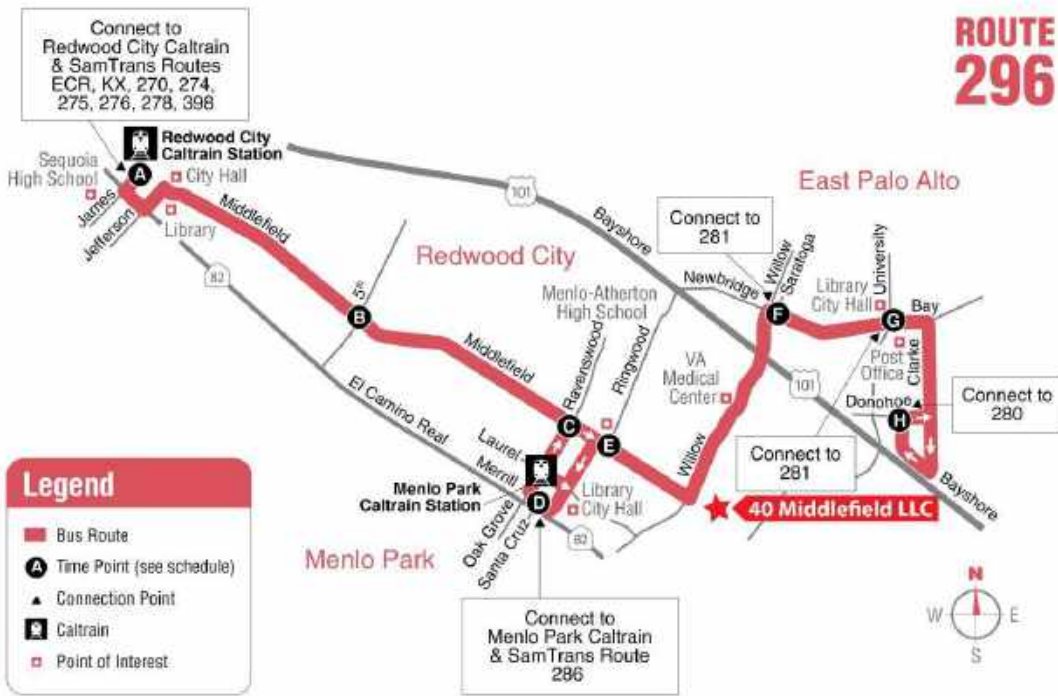 Connect to
Redwood City Caltrain
& SamTrans Routes
ECR, KX, 270, 274,
275, 276, 278, 398
ROUTE
296
Redwood City
Caltrain Station
Sequoia
High School
A
City Hall
James
Jefferson
Library
Middlefield
82
101
Bayshore
East Palo Alto
Connect to
281
Redwood City
5th
B
Newbridge
Willow
Saratoga
F
Library
City Hall
University
G
Bay
Menlo-Atherton
High School
Middlefield
Ravenswood
Ringwood
VA
Medical
Center
101
Post
Office
Clarke
Donohoe
H
Connect to
280
El Camino Real
C
E
Laurel
Merrill
Willow
Connect to
281
Bayshore
Menlo Park
Caltrain Station
D
Library
City Hall
40 Middlefield LLC
Oak Grove
Santa Cruz
82
Menlo Park
Connect to
Menlo Park Caltrain
& SamTrans Route
286
Legend
Bus Route
A Time Point (see schedule)
Connection Point
Caltrain
Point of Interest
N
W E
S